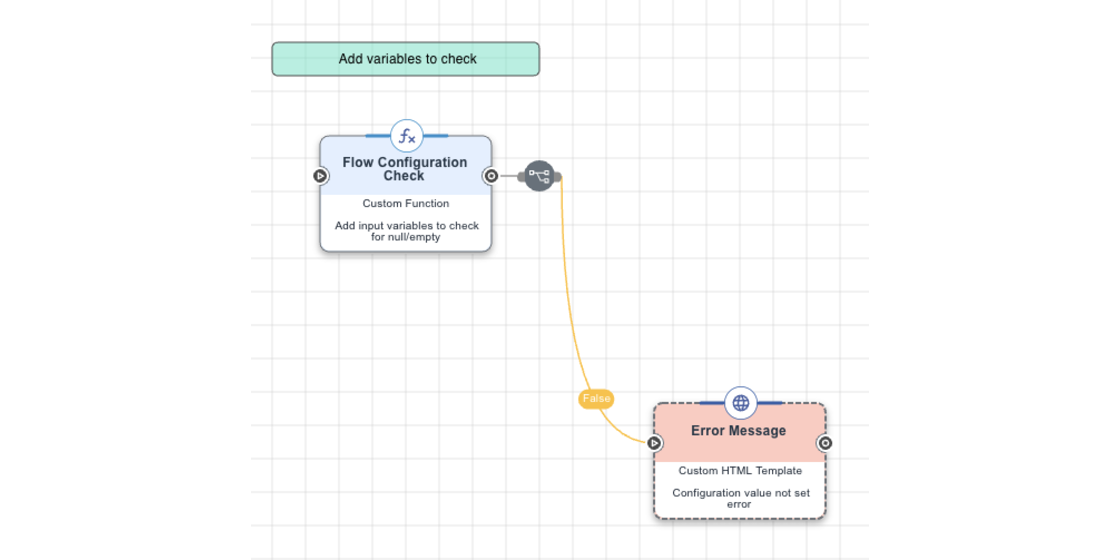 Add variables to check
Flow Configuration
Check
Custom Function
Add input variables to check
for null/empty
False
Error Message
Custom HTML Template
Configuration value not set
error